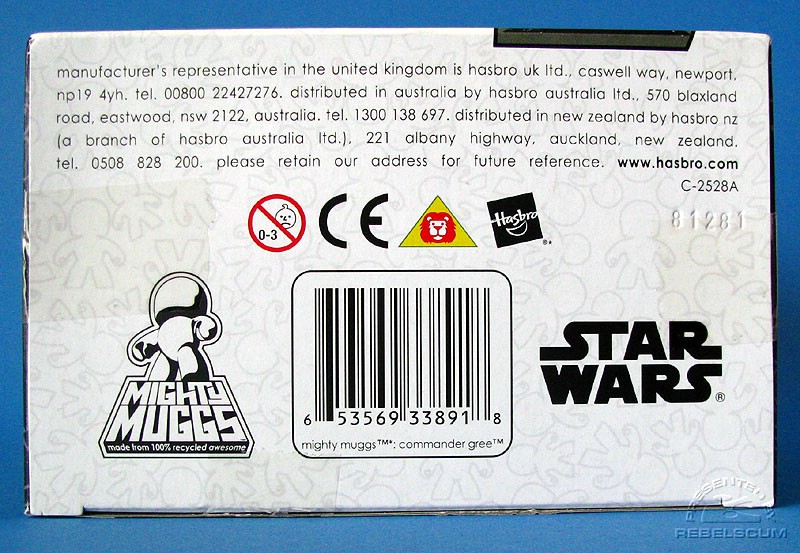 manufacturer's representative in the united kingdom is hasbro uk ltd., caswell way, newport,
np19 4yh. tel. 00800 22427276. distributed in australia by hasbro australia ltd., 570 blaxland
road, eastwood, nsw 2122, australia. tel. 1300 138 697. distributed in new zealand by hasbro nz
(a branch of hasbro australia ltd.), 221 albany highway, auckland, new zealand.
tel. 0508 828 200. please retain our address for future reference. www.hasbro.com
C-2528A
81281
0-3
CE
Hasbro
®*
MIGHTY
MUGGS™
made from 100% recycled awesome
6 53569 33891 8
mighty muggs™*: commander gree™
STAR
WARS®
PRESENTED BY
REBELSCUM